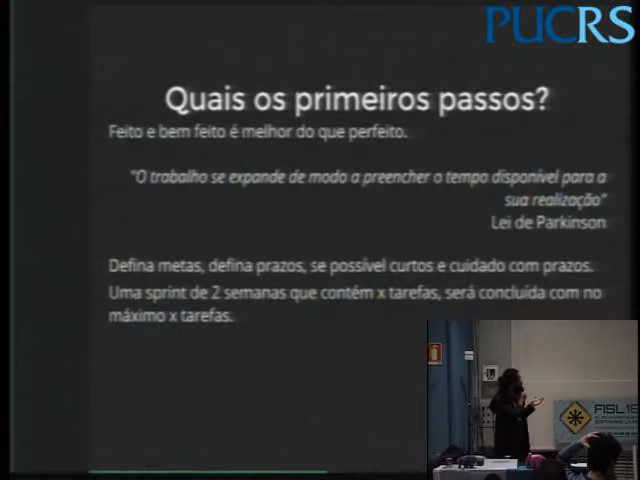 PUCRS
Quais os primeiros passos?
Feito e bem feito é melhor do que perfeito.
"O trabalho se expande de modo a preencher o tempo disponível para a
sua realização"
Lei de Parkinson
Defina metas, defina prazos, se possível curtos e cuidado com prazos.
Uma sprint de 2 semanas que contém x tarefas, será concluída com no
máximo x tarefas.
FISL18